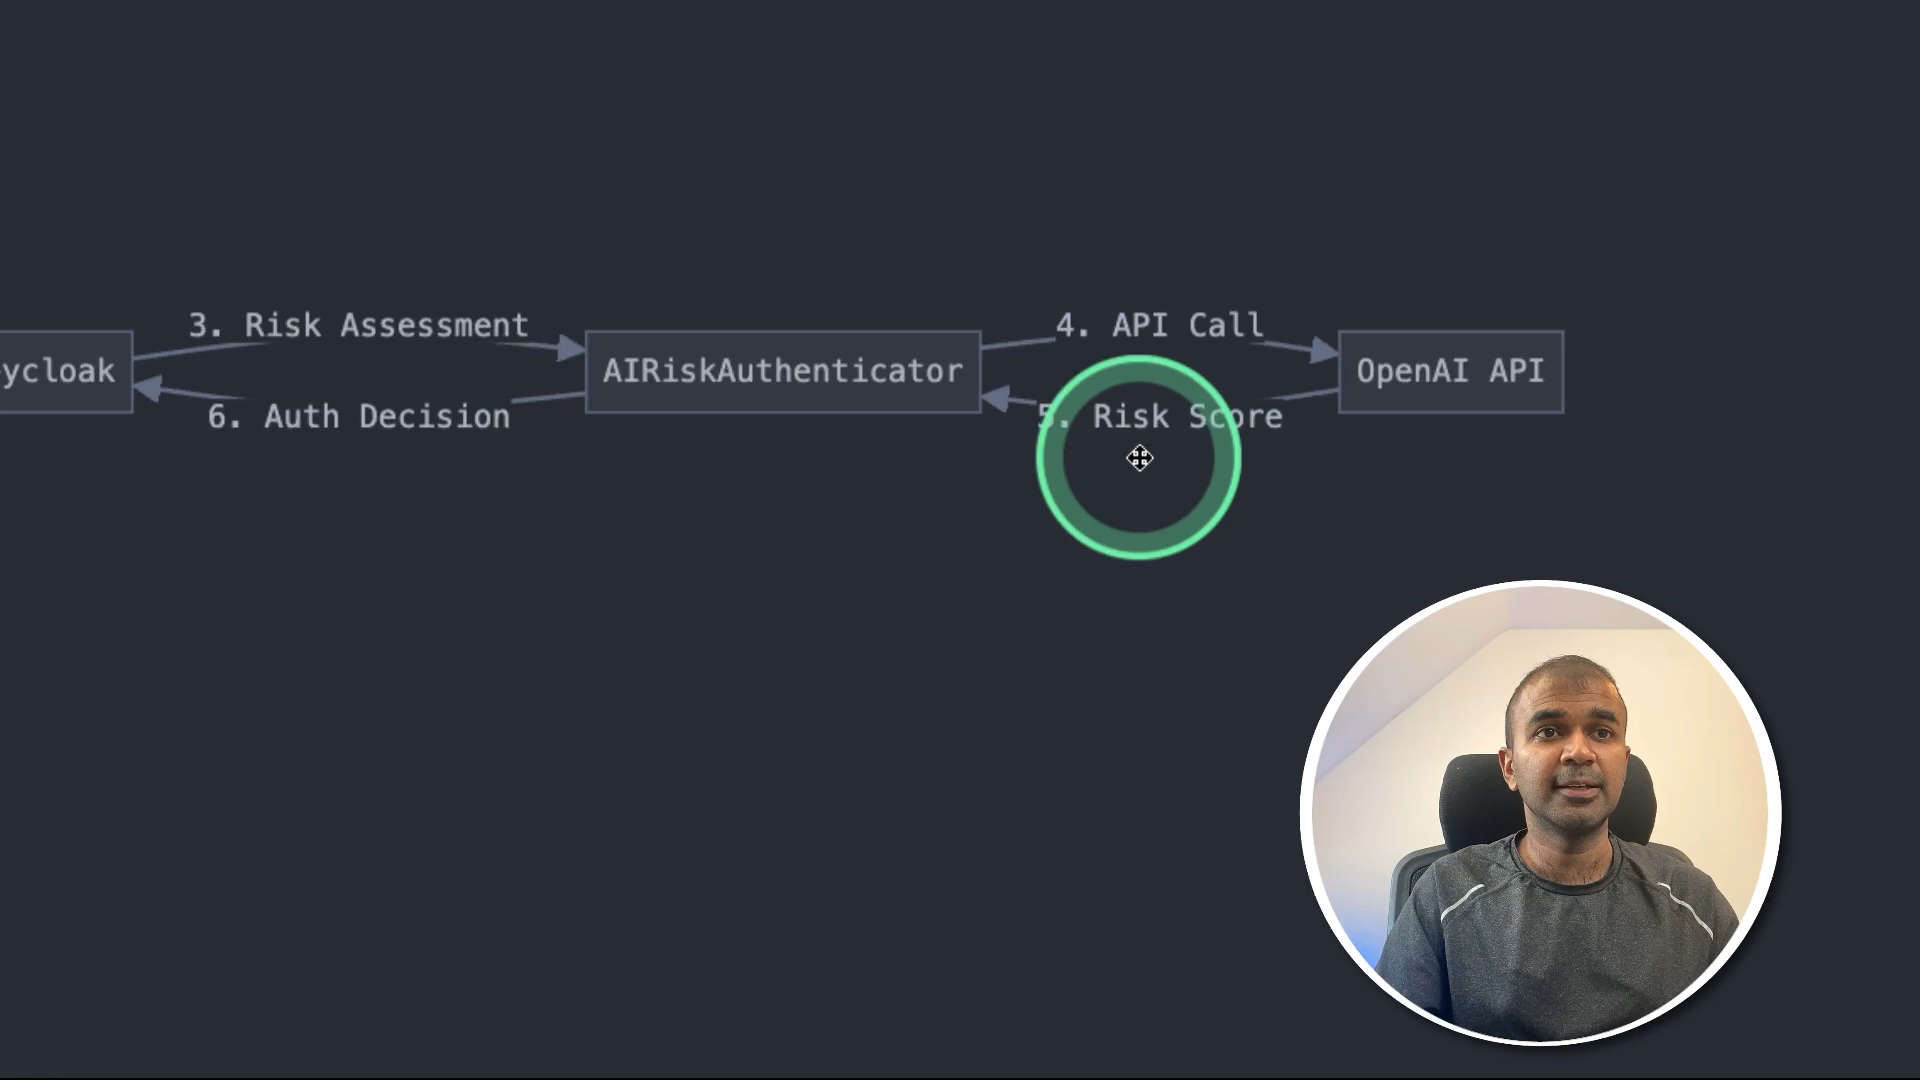 3. Risk Assessment
4. API Call
ycloak
AIRiskAuthenticator
OpenAI API
6. Auth Decision
5. Risk Score